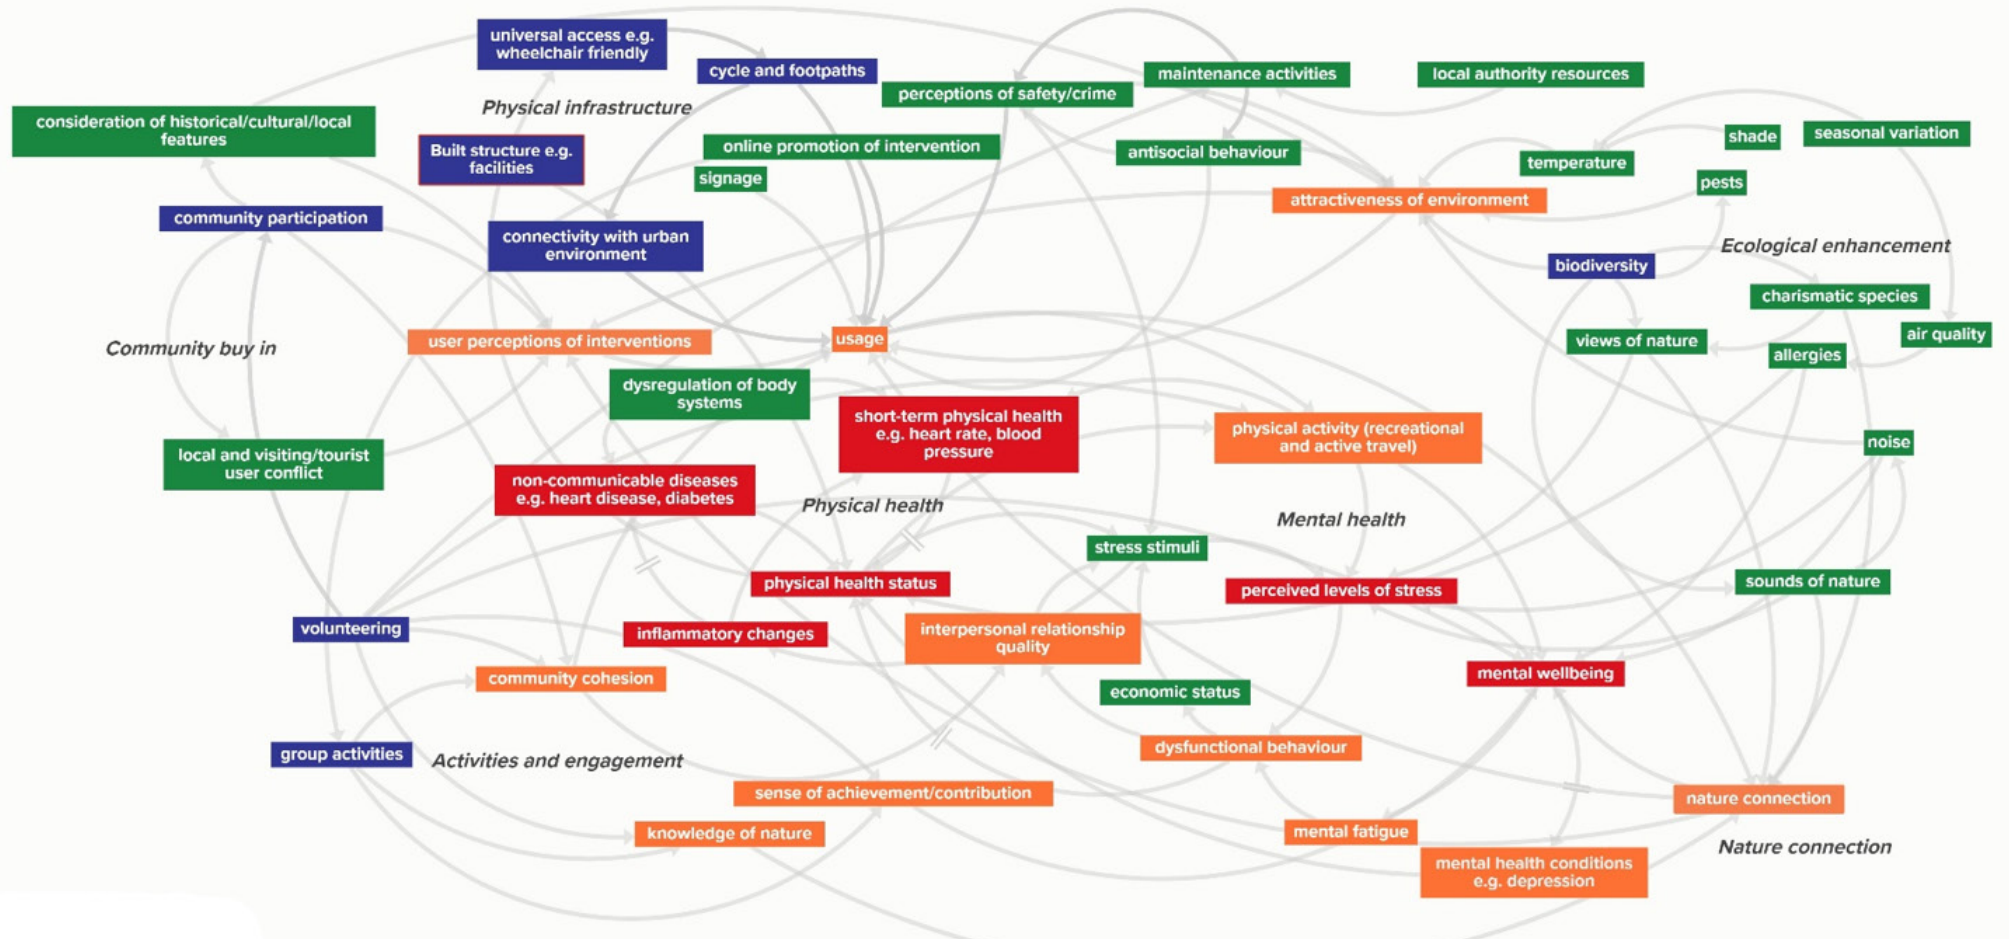 universal access e.g.
wheelchair friendly
cycle and footpaths
maintenance activities
local authority resources
perceptions of safety/crime
Physical infrastructure
consideration of historical/cultural/local
features
seasonal variation
shade
online promotion of intervention
antisocial behaviour
Built structure e.g.
facilities
temperature
signage
pests
attractiveness of environment
community participation
connectivity with urban
environment
Ecological enhancement
biodiversity
charismatic species
air quality
user perceptions of interventions
usage
views of nature
Community buy in
allergies
dysregulation of body
systems
short-term physical health
e.g. heart rate, blood
pressure
physical activity (recreational
and active travel)
noise
local and visiting/tourist
user conflict
non-communicable diseases
e.g. heart disease, diabetes
Physical health
Mental health
stress stimuli
physical health status
perceived levels of stress
sounds of nature
volunteering
inflammatory changes
interpersonal relationship
quality
community cohesion
mental wellbeing
economic status
group activities
Activities and engagement
dysfunctional behaviour
sense of achievement/contribution
nature connection
knowledge of nature
mental fatigue
Nature connection
mental health conditions
e.g. depression